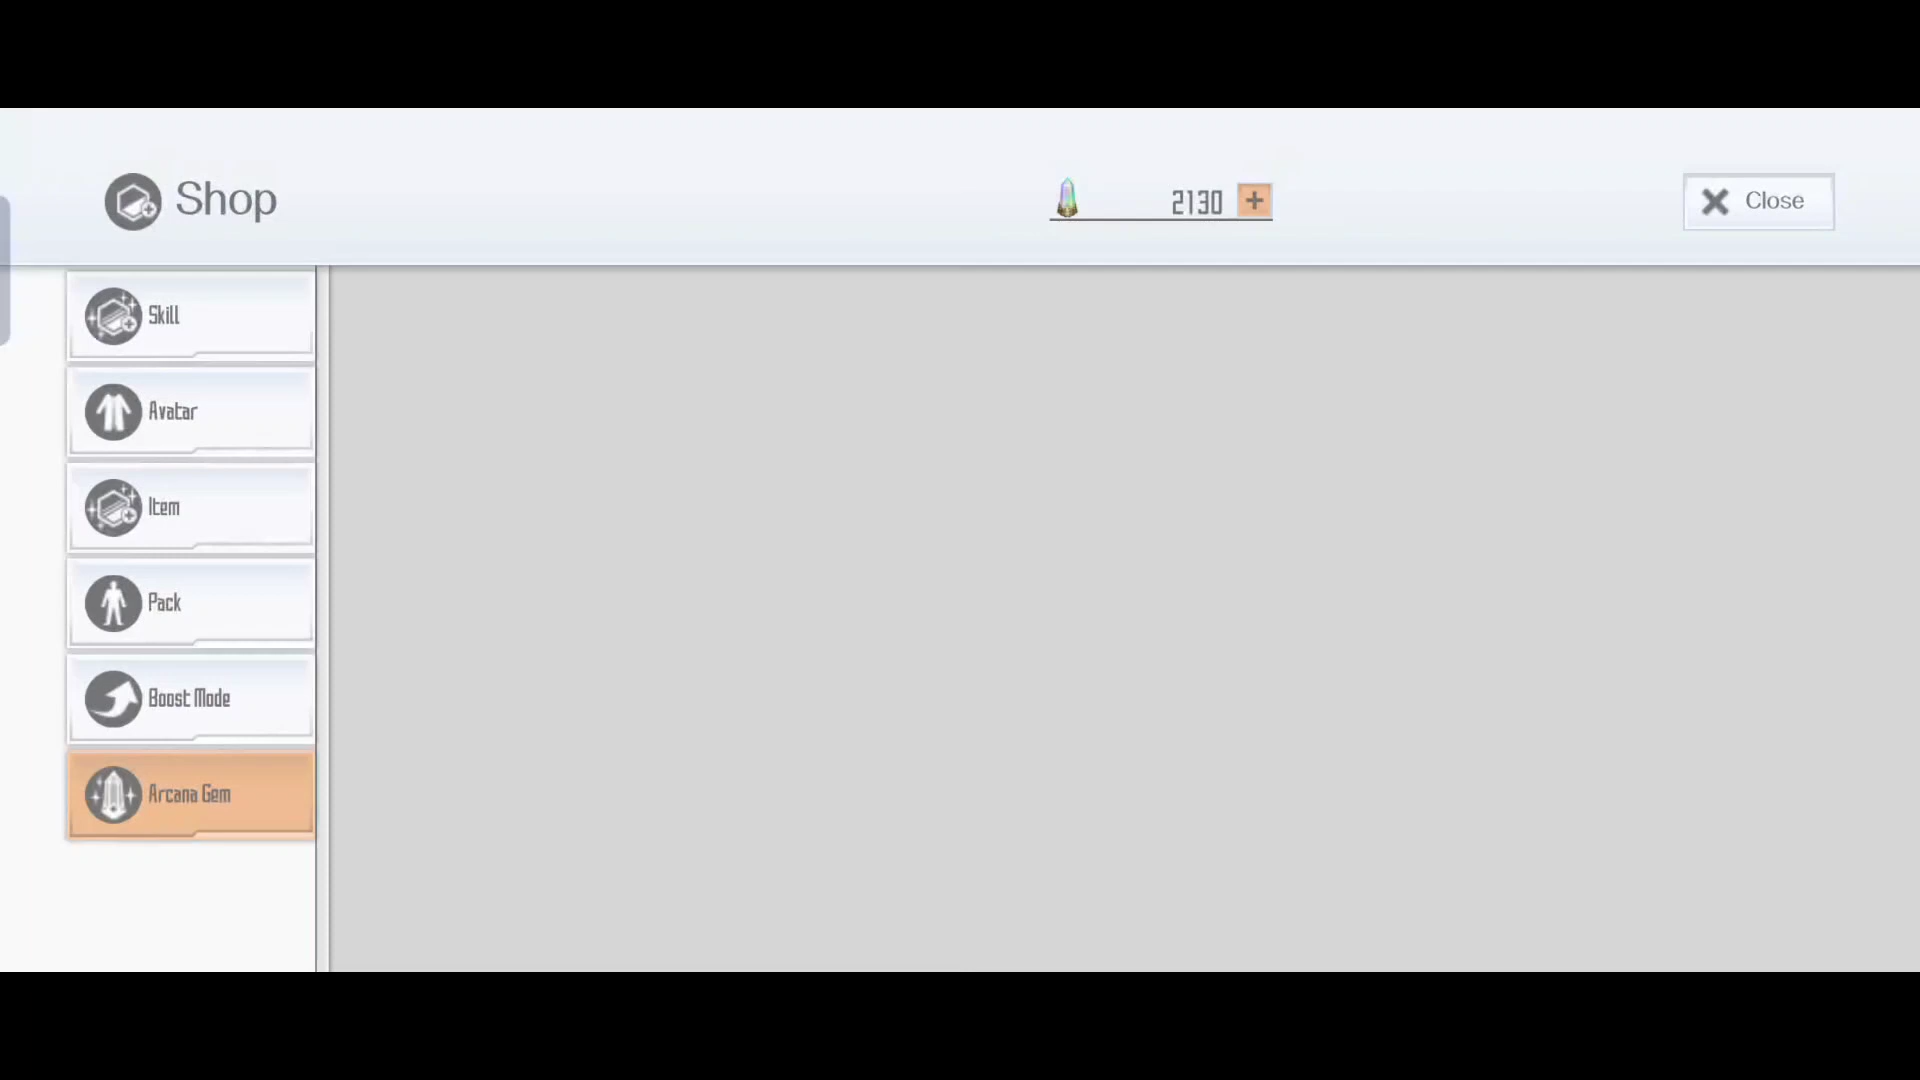 Shop
2130
Close
Skill
Avatar
Item
Pack
Boost Mode
Arcana Gem